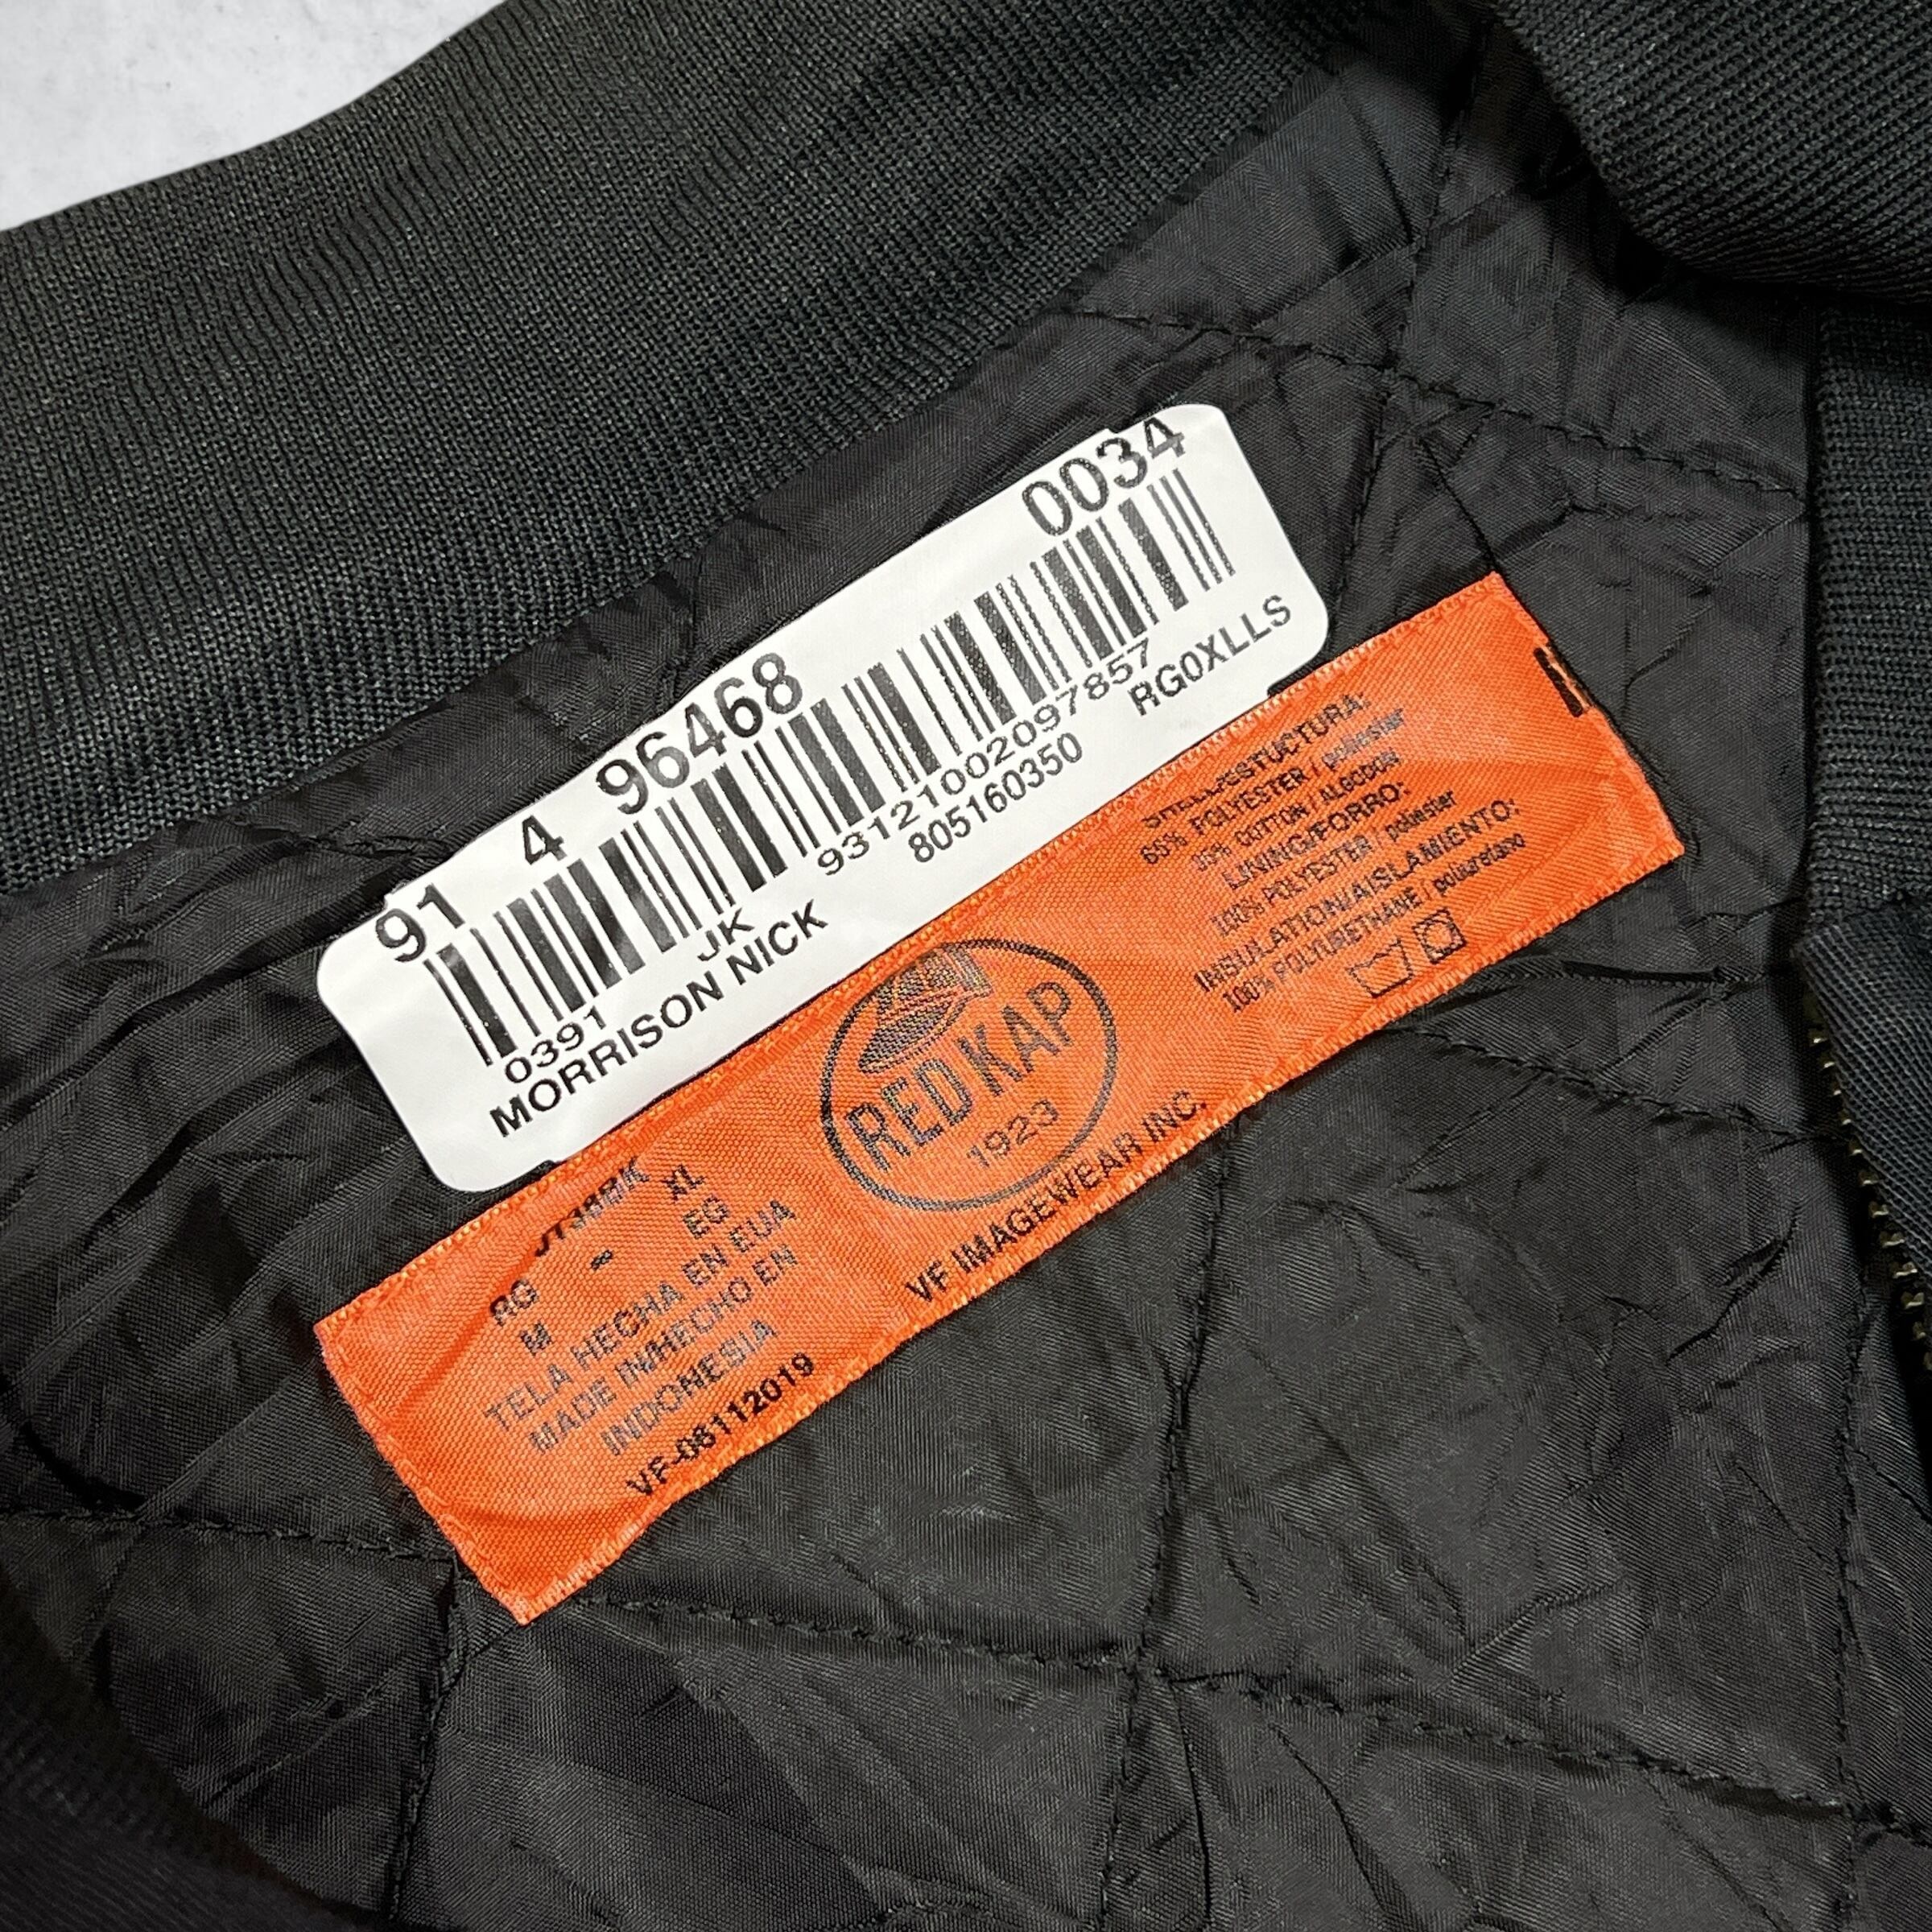 91 4 96468 0034
0391 JK 931210020978​57
MORRISON NICK 805160350 RG0XLLS
RG - XL
M EG
TELA HECHA EN EUA
MADE IN/HECHO EN
INDONESIA
VF-08112019
RED KAP
1923
VF IMAGEWEAR INC.
65% POLYESTER / poliester
35% COTTON / ALGODON
LINING/FORRO:
100% POLYESTER poliester
INSULATION/AISLAMIENTO:
100% POLYURETHANE / poliuretano